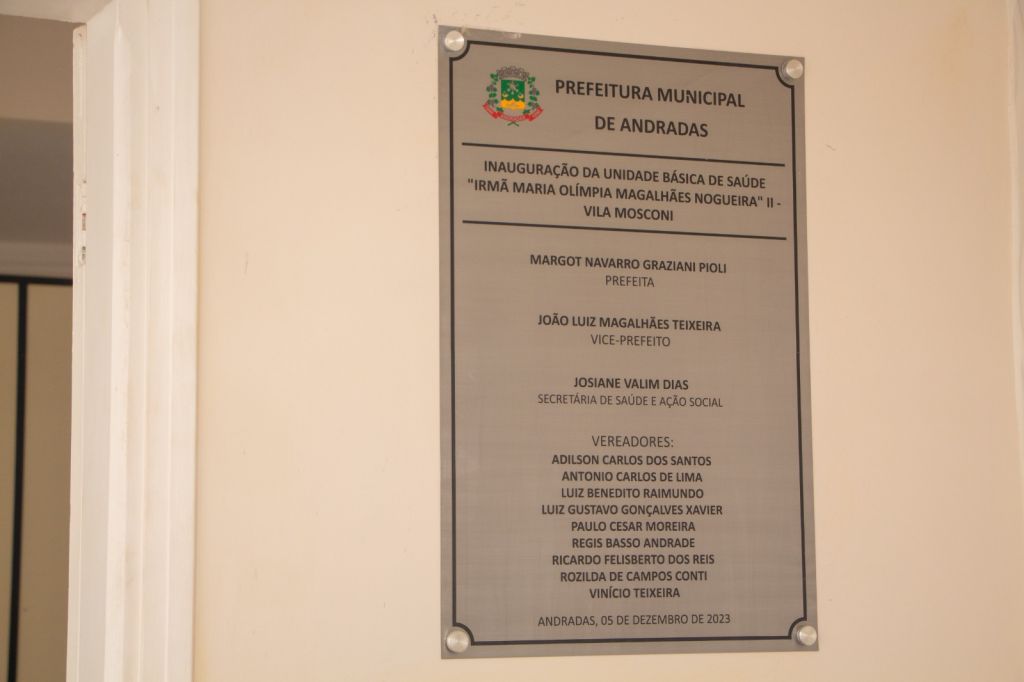 PREFEITURA MUNICIPAL
DE ANDRADAS
INAUGURAÇÃO DA UNIDADE BÁSICA DE SAÚDE
"IRMÃ MARIA OLÍMPIA MAGALHÃES NOGUEIRA" II -
VILA MOSCONI
MARGOT NAVARRO GRAZIANI PIOLI
PREFEITA
JOÃO LUIZ MAGALHÃES TEIXEIRA
VICE-PREFEITO
JOSIANE VALIM DIAS
SECRETÁRIA DE SAÚDE E AÇÃO SOCIAL
VEREADORES:
ADILSON CARLOS DOS SANTOS
ANTONIO CARLOS DE LIMA
LUIZ BENEDITO RAIMUNDO
LUIZ GUSTAVO GONÇALVES XAVIER
PAULO CESAR MOREIRA
REGIS BASSO ANDRADE
RICARDO FELISBERTO DOS REIS
ROZILDA DE CAMPOS CONTI
VINÍCIO TEIXEIRA
ANDRADAS, 05 DE DEZEMBRO DE 2023